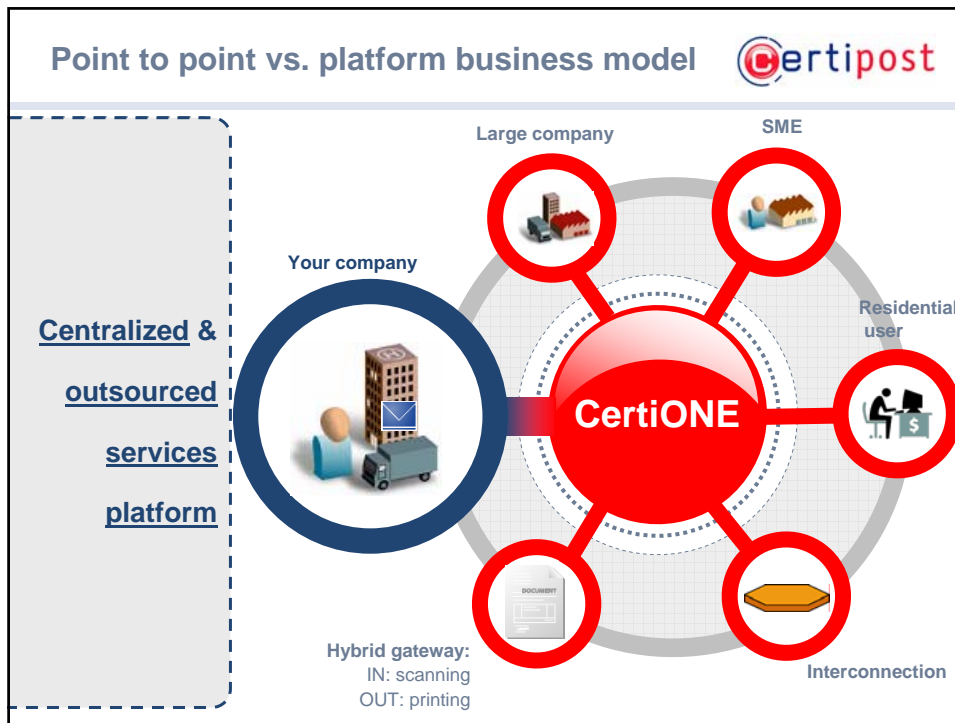 Point to point vs. platform business model
certipost
Large company
SME
Your company
Centralized &
outsourced
services
platform
Residential
user
CertiONE
$
DOCUMENT
Hybrid gateway:
IN: scanning
OUT: printing
Interconnection